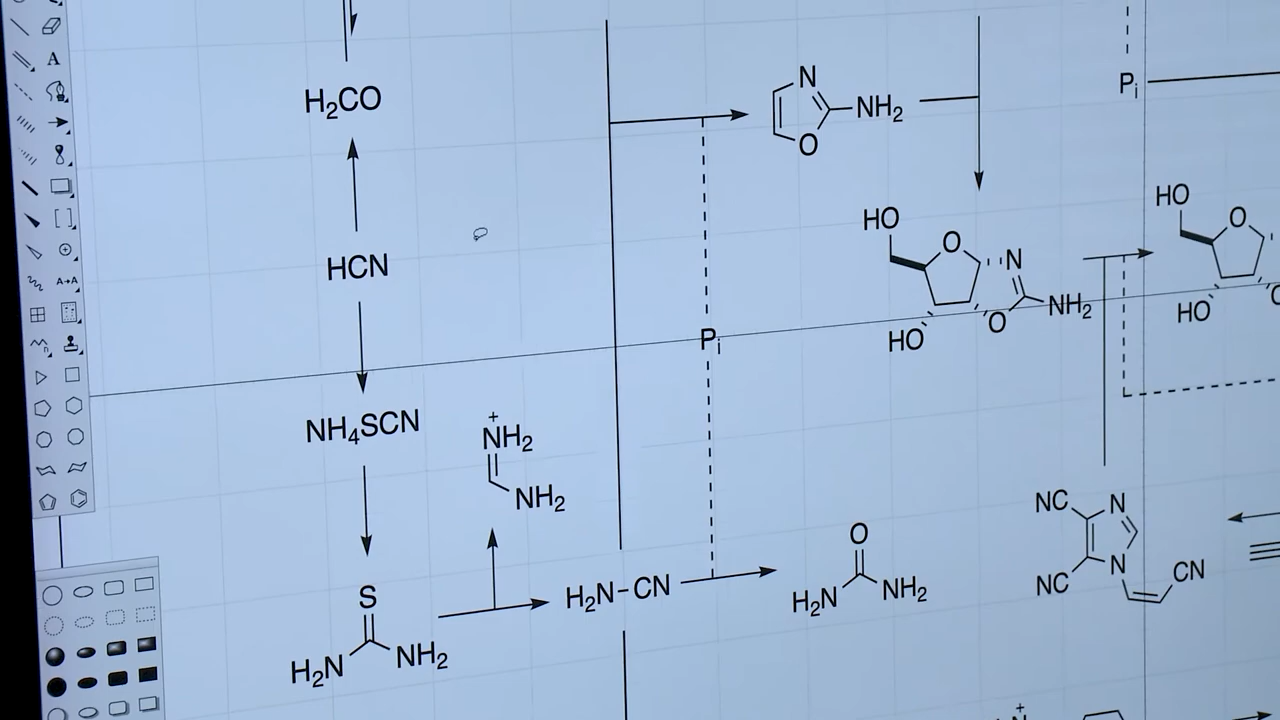 A
H₂CO
N
NH₂
O
Pᵢ
HCN
HO
O
N
NH₂
O
HO
HO
O
HO
Pᵢ
NH₄SCN
+
NH₂
NH₂
NC
N
NC
N
CN
S
H₂N
NH₂
H₂N-CN
O
H₂N
NH₂
+